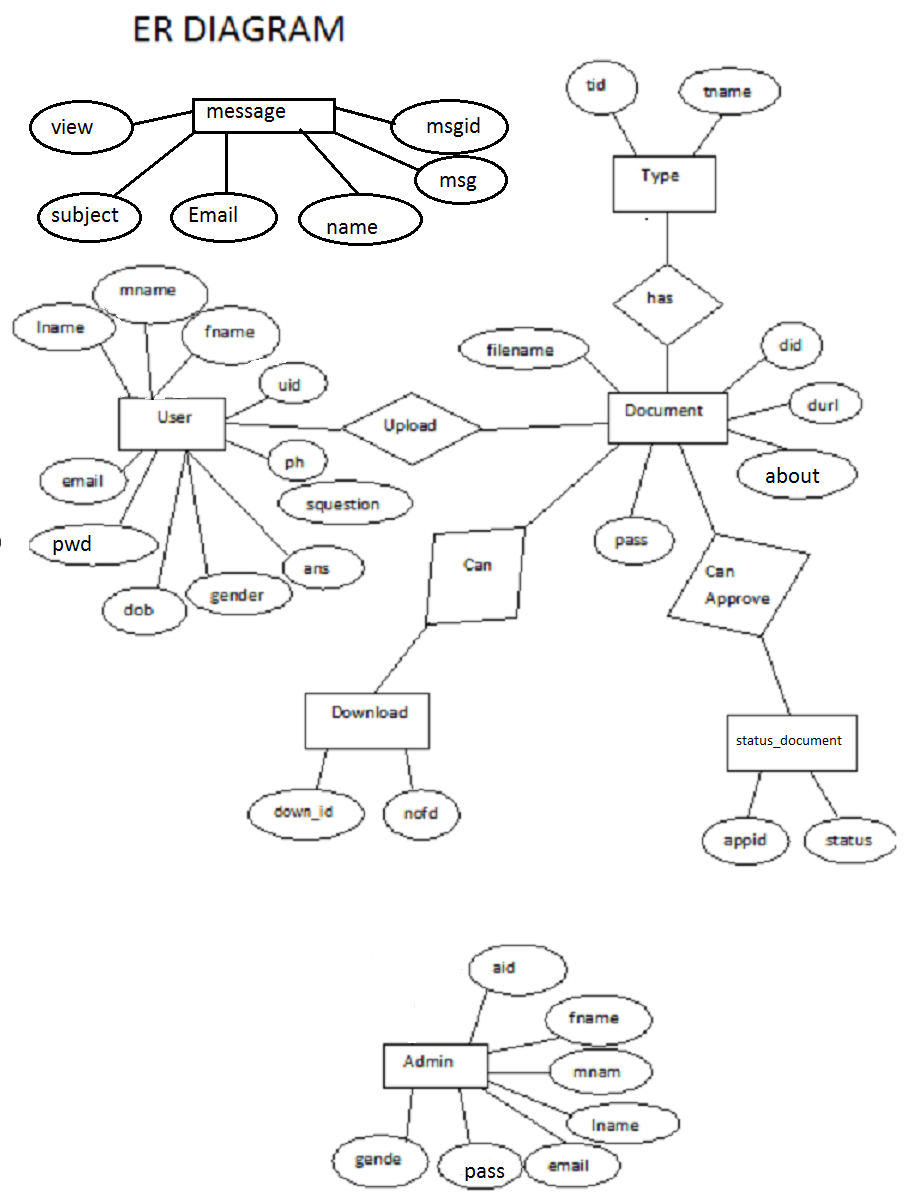 ER DIAGRAM
tid
tname
message
view
msgid
msg
subject
Email
name
Type
has
mname
lname
fname
filename
did
uid
durl
User
Upload
Document
ph
about
email
squestion
pwd
pass
ans
Can
Can
Approve
dob
gender
Download
status_document
down_id
nofd
appid
status
aid
fname
Admin
mnam
lname
gende
pass
email